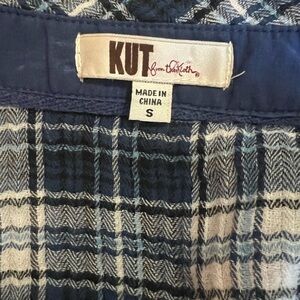 KUT from the Kloth
MADE IN
CHINA
S